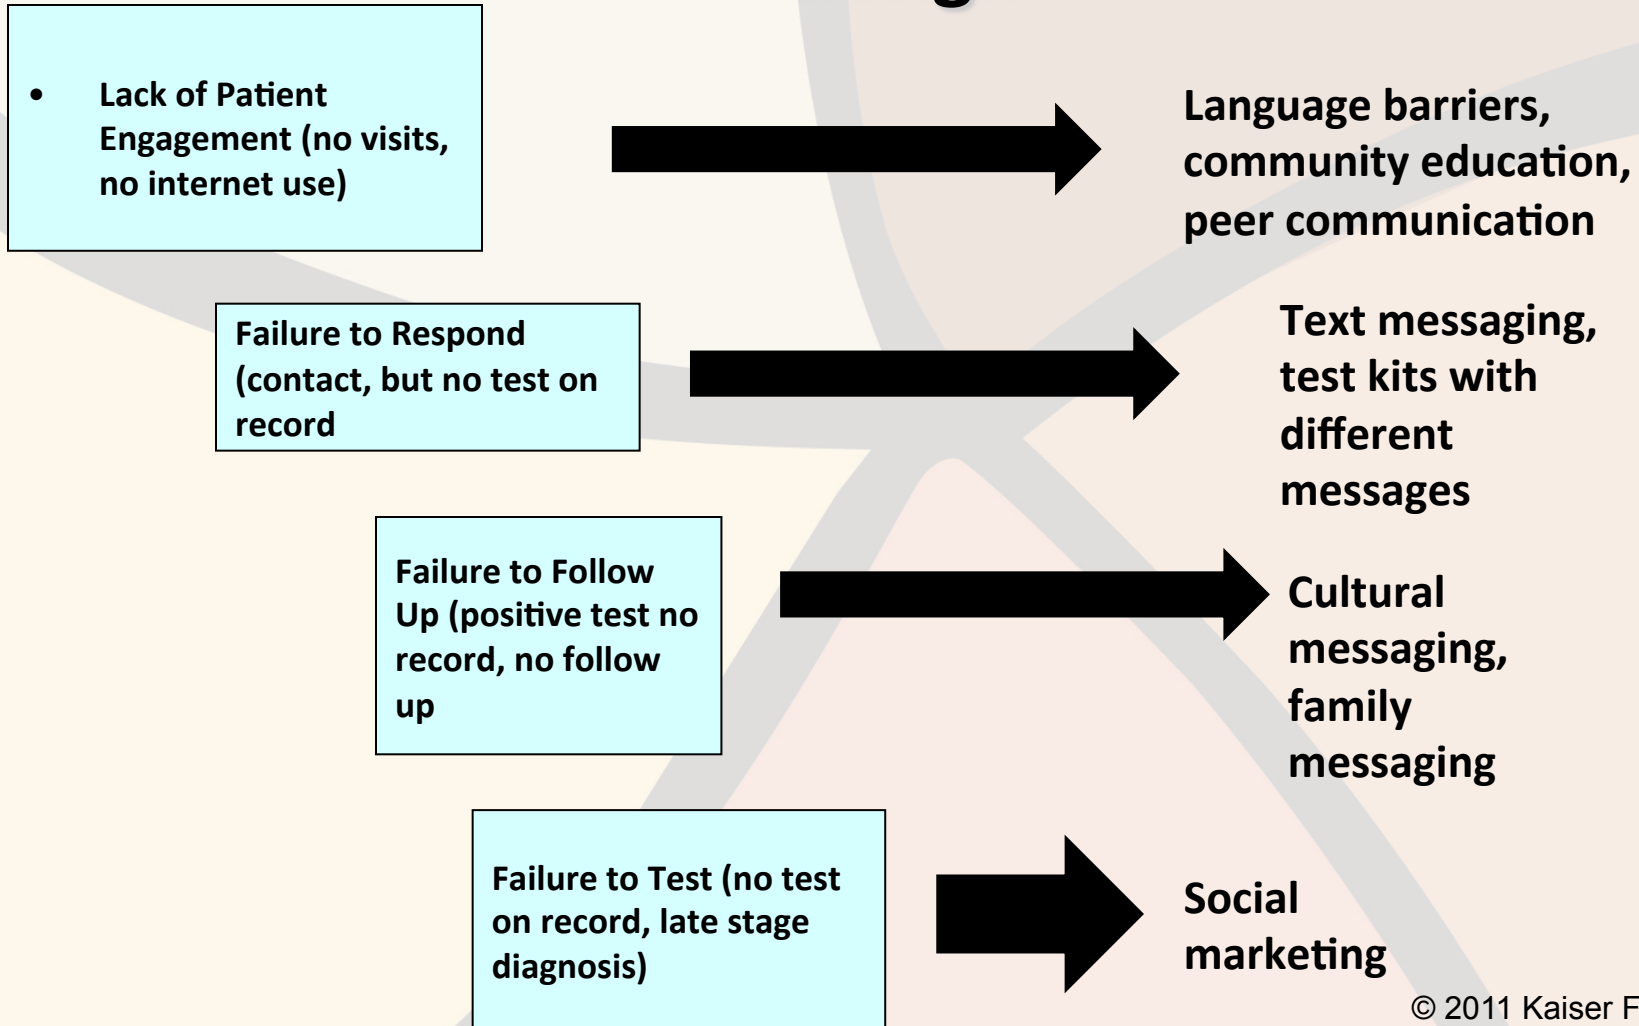 • Lack of Patient
Engagement (no visits,
no internet use)
Language barriers,
community education,
peer communication
Failure to Respond
(contact, but no test on
record
Text messaging,
test kits with
different
messages
Failure to Follow
Up (positive test no
record, no follow
up
Cultural
messaging,
family
messaging
Failure to Test (no test
on record, late stage
diagnosis)
Social
marketing
© 2011 Kaiser F